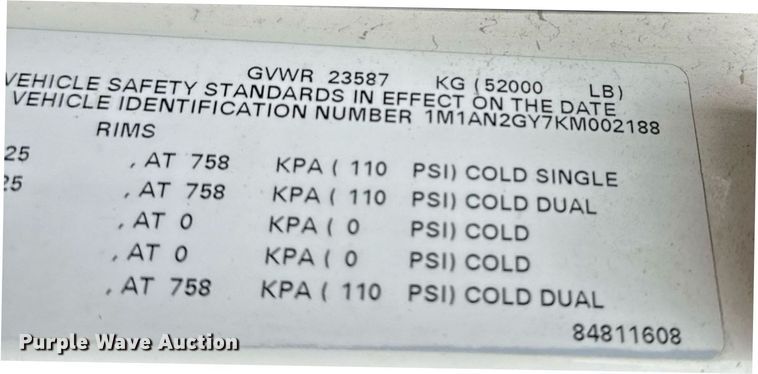 GVWR 23587 KG (52000 LB)
VEHICLE SAFETY STANDARDS IN EFFECT ON THE DATE
VEHICLE IDENTIFICATION NUMBER 1M1AN2GY7KM002188
RIMS
25 , AT 758 KPA ( 110 PSI) COLD SINGLE
25 , AT 758 KPA ( 110 PSI) COLD DUAL
, AT 0 KPA ( 0 PSI) COLD
, AT 0 KPA ( 0 PSI) COLD
, AT 758 KPA ( 110 PSI) COLD DUAL
84811608
Purple Wave Auction